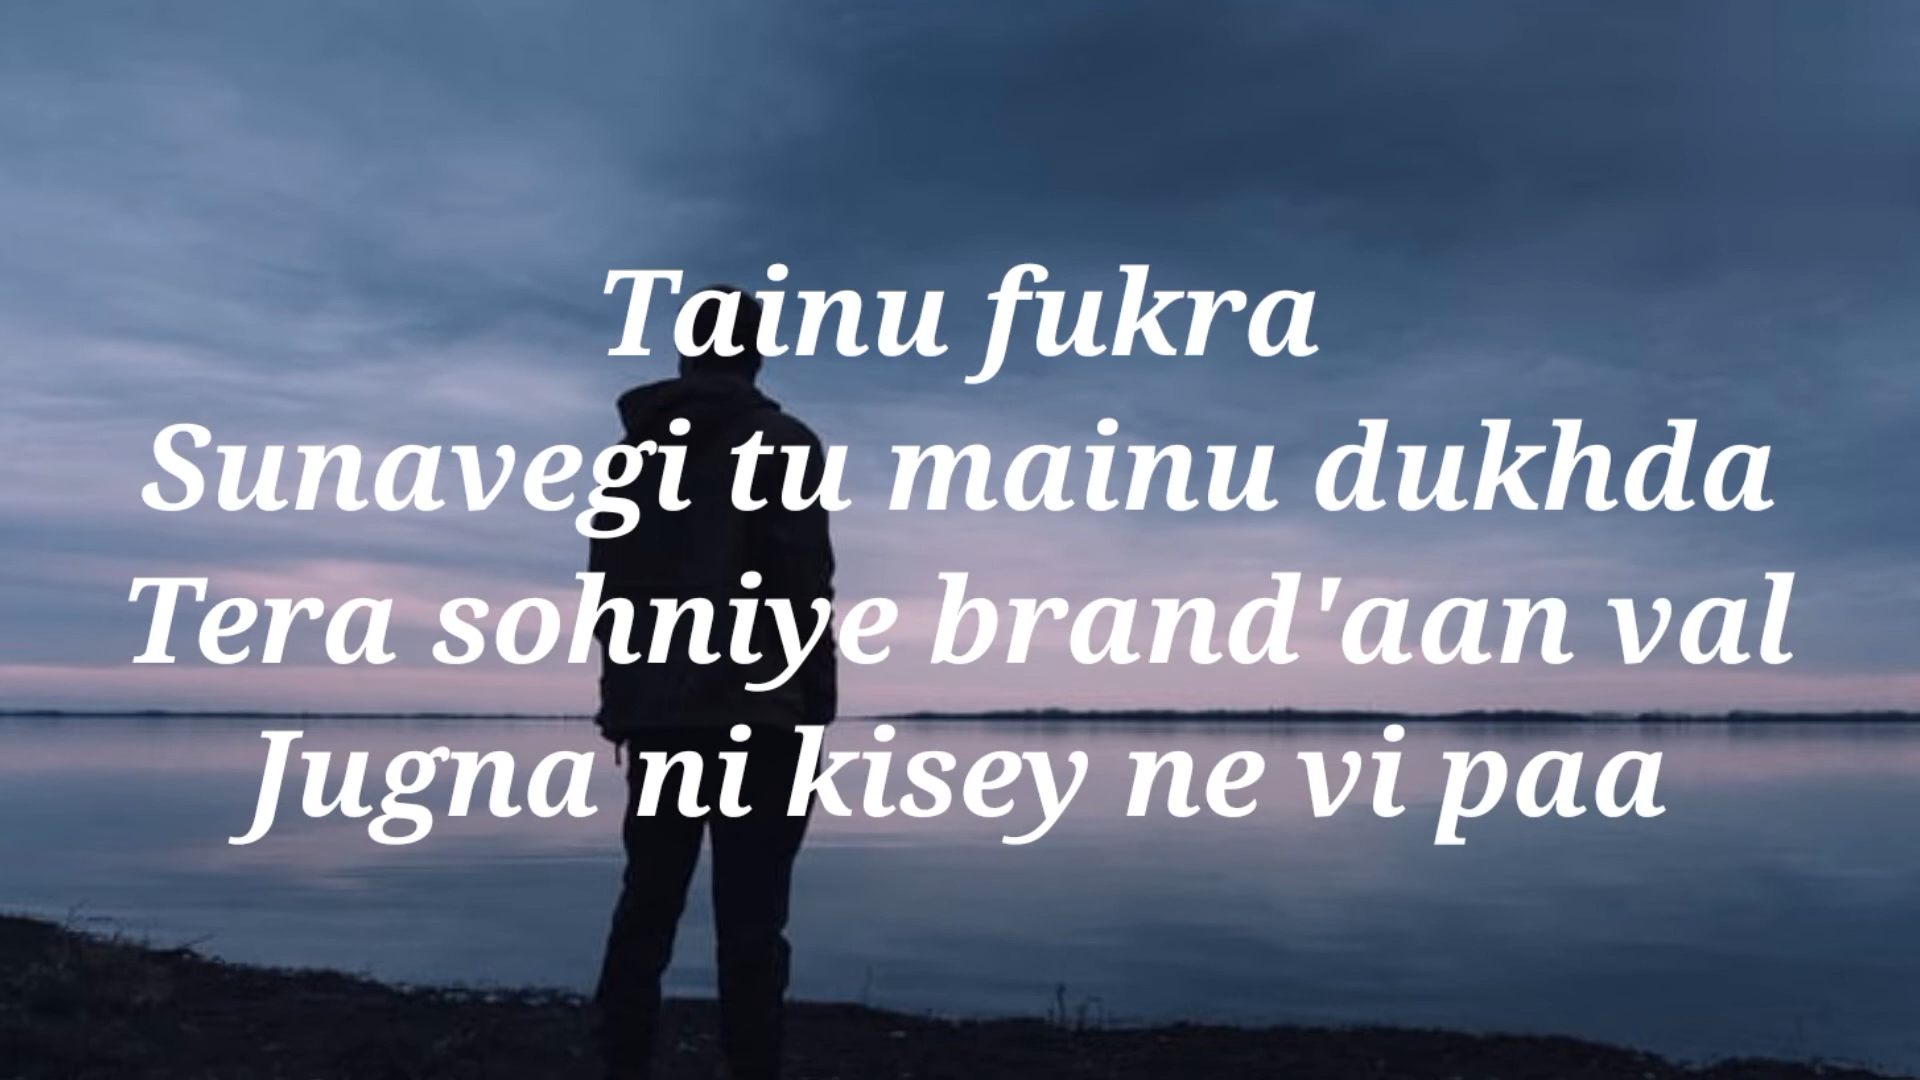 Tainu fukra
Sunavegi tu mainu dukhda
Tera sohniye brand'aan val
Jugna ni kisey ne vi paa